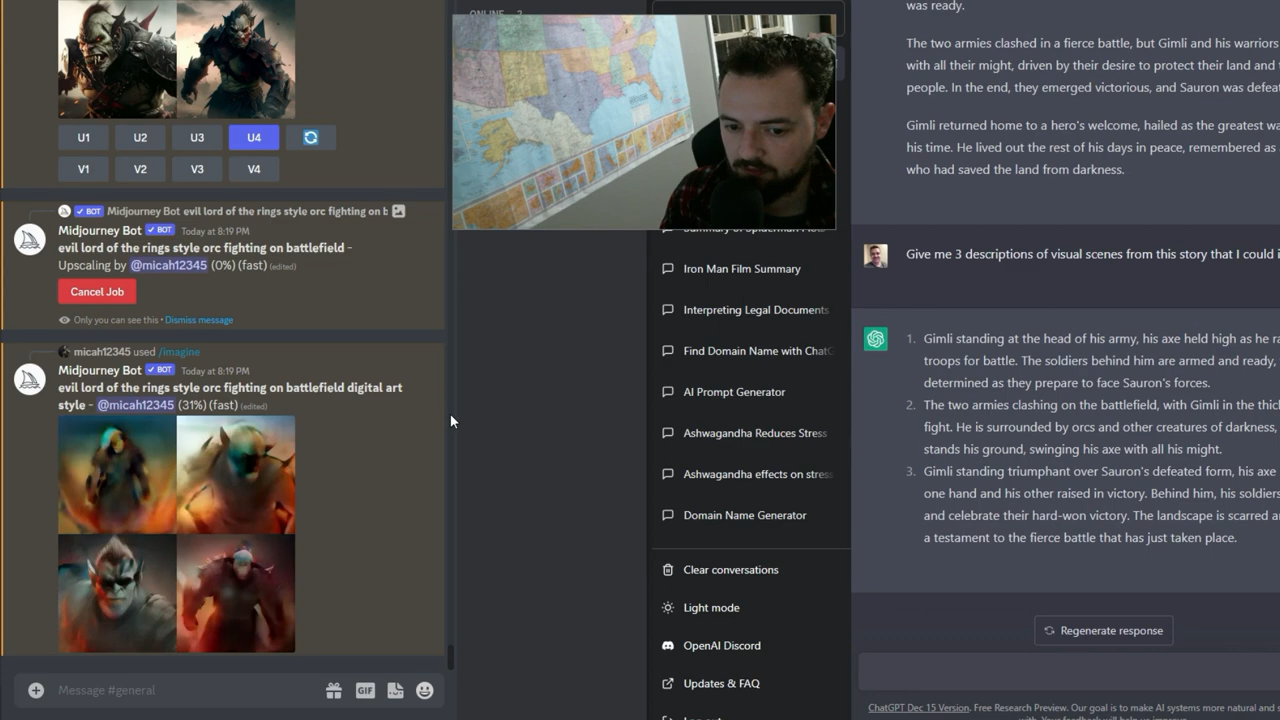 ONLINE - 2
U1 U2 U3 U4
V1 V2 V3 V4
BOT Midjourney Bot evil lord of the rings style orc fighting on b
Midjourney Bot BOT Today at 8:19 PM
evil lord of the rings style orc fighting on battlefield -
Upscaling by @micah12345 (0%) (fast) (edited)
Cancel Job
Only you can see this • Dismiss message
micah12345 used /imagine
Midjourney Bot BOT Today at 8:19 PM
evil lord of the rings style orc fighting on battlefield digital art
style - @micah12345 (31%) (fast) (edited)
Message #general
GIF
Iron Man Film Summary
Interpreting Legal Documents
Find Domain Name with ChatG
AI Prompt Generator
Ashwagandha Reduces Stress
Ashwagandha effects on stress
Domain Name Generator
Clear conversations
Light mode
OpenAI Discord
Updates & FAQ
was ready.
The two armies clashed in a fierce battle, but Gimli and his warriors
with all their might, driven by their desire to protect their land and
people. In the end, they emerged victorious, and Sauron was defea
Gimli returned home to a hero's welcome, hailed as the greatest wa
his time. He lived out the rest of his days in peace, remembered as
who had saved the land from darkness.
Give me 3 descriptions of visual scenes from this story that I could i
1. Gimli standing at the head of his army, his axe held high as he ra
troops for battle. The soldiers behind him are armed and ready,
determined as they prepare to face Sauron's forces.
2. The two armies clashing on the battlefield, with Gimli in the thic
fight. He is surrounded by orcs and other creatures of darkness,
stands his ground, swinging his axe with all his might.
3. Gimli standing triumphant over Sauron's defeated form, his axe
one hand and his other raised in victory. Behind him, his soldiers
and celebrate their hard-won victory. The landscape is scarred a
a testament to the fierce battle that has just taken place.
Regenerate response
ChatGPT Dec 15 Version. Free Research Preview. Our goal is to make AI systems more natural and s